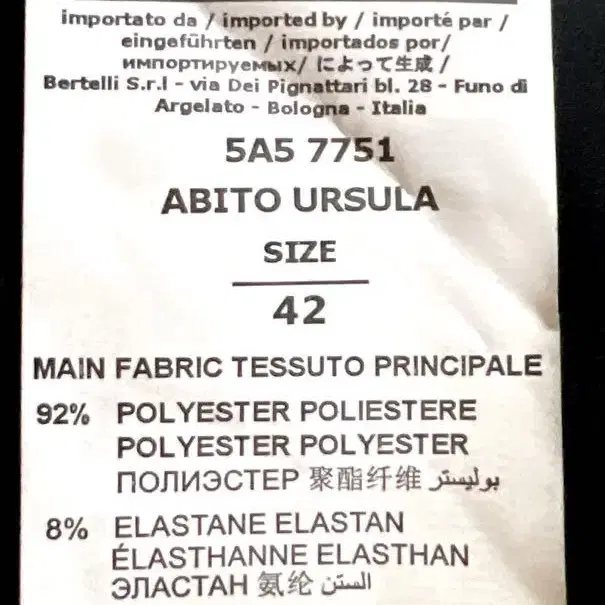 importato da / imported by / importé par /
eingeführten / importados por/
импортируемых/ によって生成 /
Bertelli S.r.l - via Dei Pignattari bl. 28 - Funo di
Argelato - Bologna - Italia
5A5 7751
ABITO URSULA
SIZE
42
MAIN FABRIC TESSUTO PRINCIPALE
92% POLYESTER POLIESTERE
POLYESTER POLYESTER
ПОЛИЭСТЕР 聚酯纤维 بوليستر
8% ELASTANE ELASTAN
ÉLASTHANNE ELASTHAN
ЭЛАСТАН 氨纶 الستن